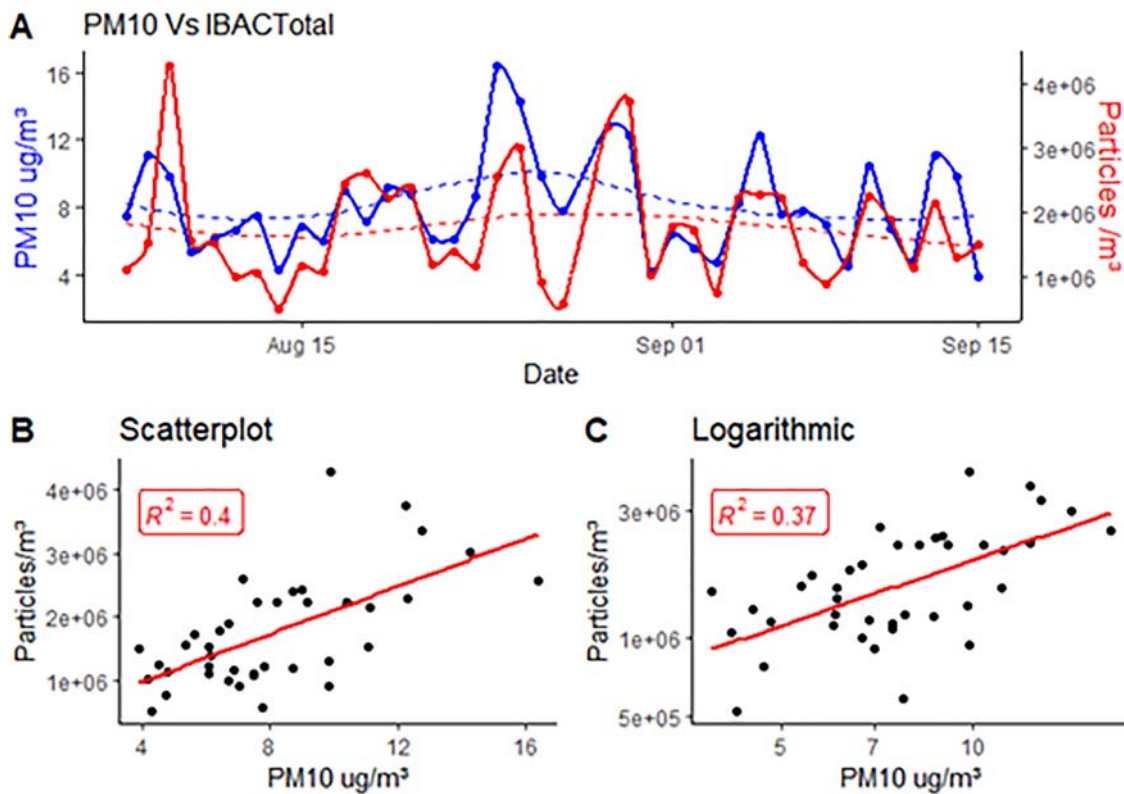 A PM10 Vs IBACTotal
PM10 ug/m³
16
12
8
4
4e+06
3e+06
2e+06
1e+06
Particles /m³
Aug 15 Sep 01 Sep 15
Date
B Scatterplot
Particles/m³
4e+06
3e+06
2e+06
1e+06
R² = 0.4
4 8 12 16
PM10 ug/m³
C Logarithmic
Particles/m³
3e+06
1e+06
5e+05
R² = 0.37
5 7 10
PM10 ug/m³